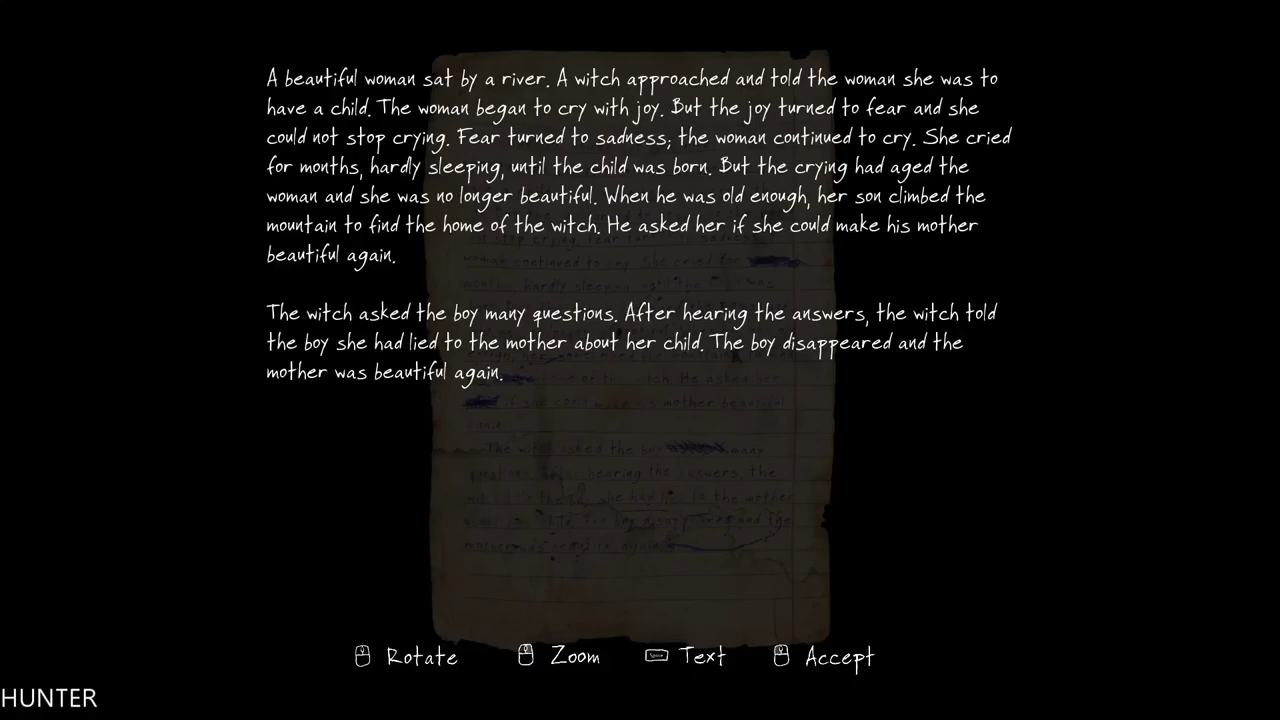 A beautiful woman sat by a river. A witch approached and told the woman she was to
have a child. The woman began to cry with joy. But the joy turned to fear and she
could not stop crying. Fear turned to sadness; the woman continued to cry. She cried
for months, hardly sleeping, until the child was born. But the crying had aged the
woman and she was no longer beautiful. When he was old enough, her son climbed the
mountain to find the home of the witch. He asked her if she could make his mother
beautiful again.
The witch asked the boy many questions. After hearing the answers, the witch told
the boy she had lied to the mother about her child. The boy disappeared and the
mother was beautiful again.
Rotate Zoom Text Accept
HUNTER